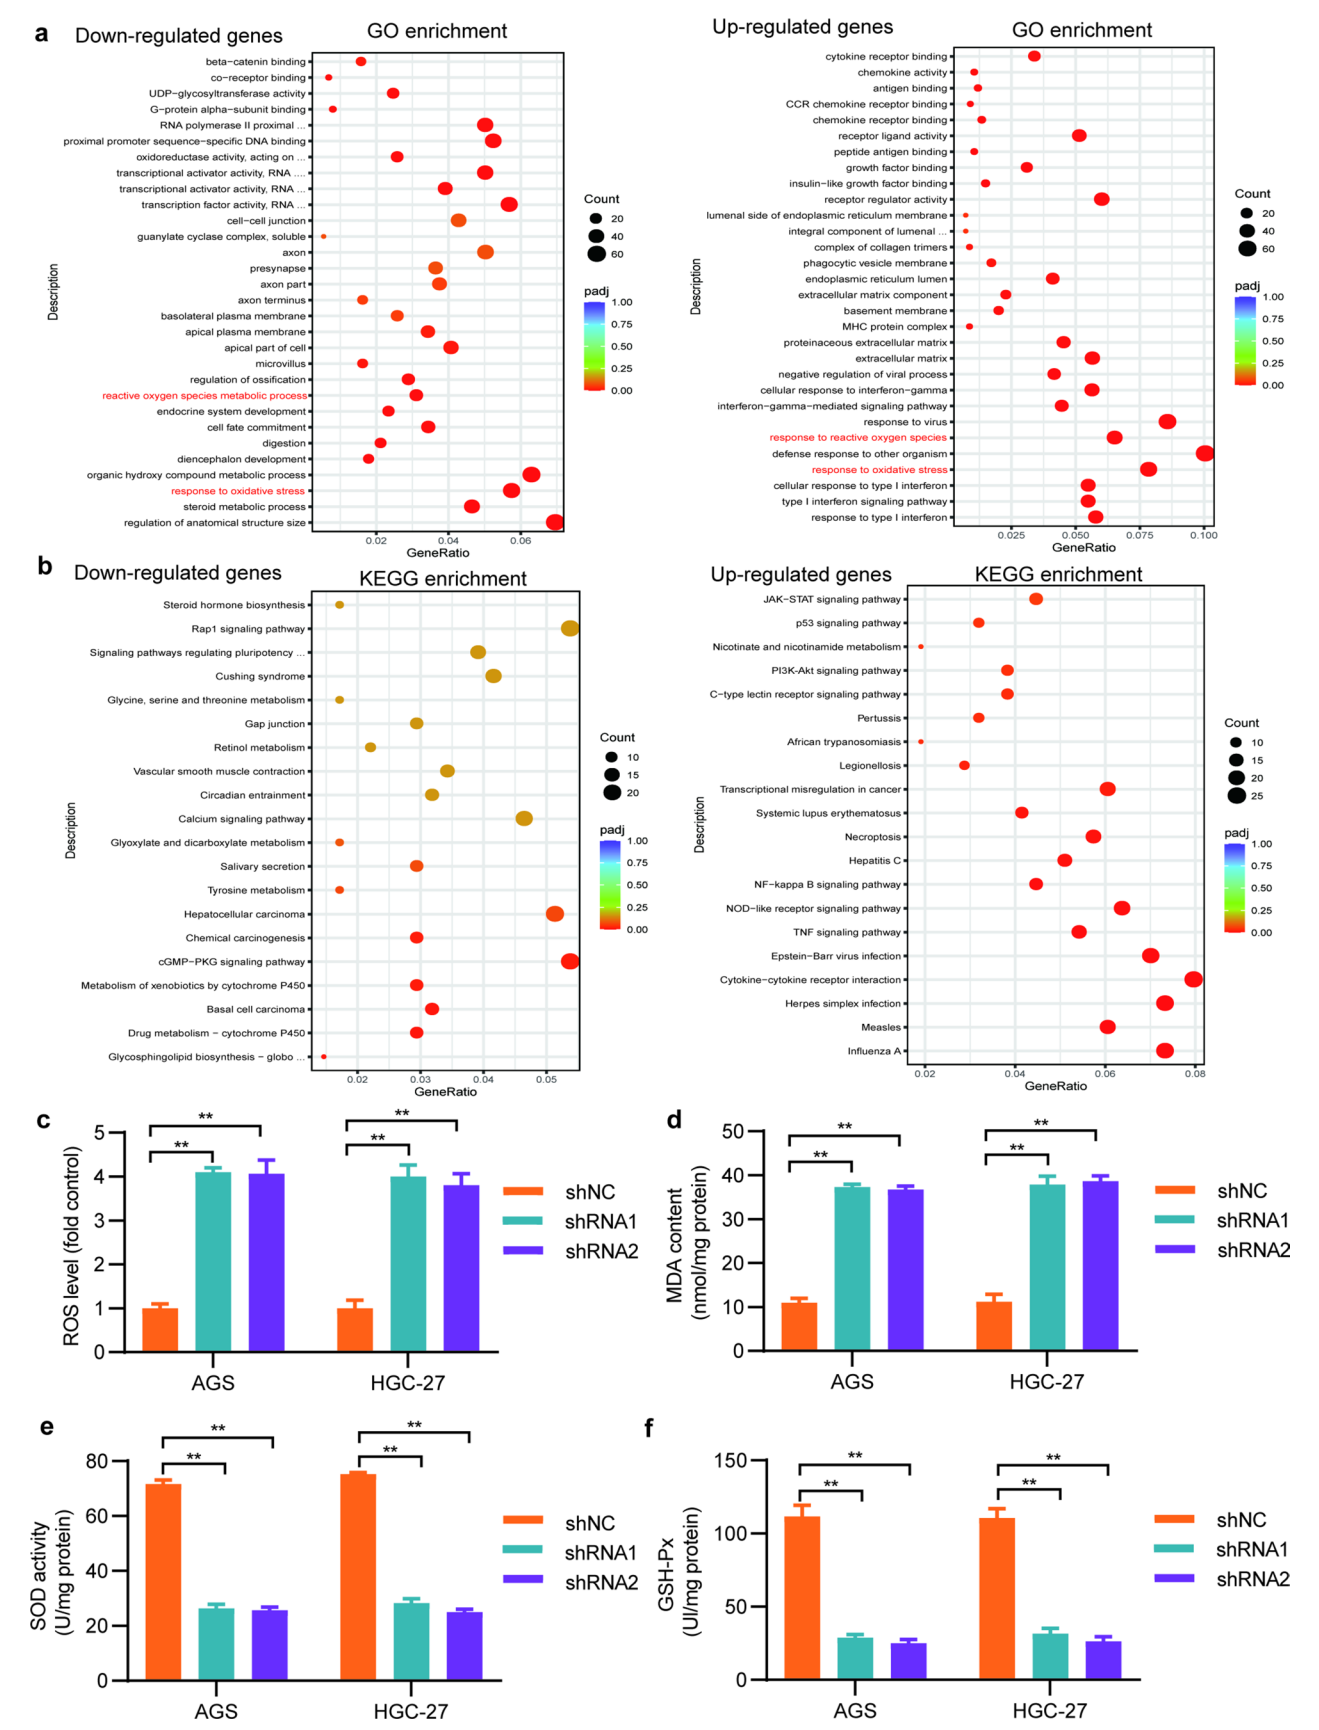 a
Down-regulated genes
GO enrichment
beta-catenin binding
co-receptor binding
UDP-glycosyltransferase activity
G-protein alpha-subunit binding
RNA polymerase II proximal ...
proximal promoter sequence-specific DNA binding
oxidoreductase activity, acting on ...
transcriptional activator activity, RNA ....
transcriptional activator activity, RNA ...
transcription factor activity, RNA ...
cell-cell junction
guanylate cyclase complex, soluble
axon
presynapse
axon part
axon terminus
basolateral plasma membrane
apical plasma membrane
apical part of cell
microvillus
regulation of ossification
reactive oxygen species metabolic process
endocrine system development
cell fate commitment
digestion
diencephalon development
organic hydroxy compound metabolic process
response to oxidative stress
steroid metabolic process
regulation of anatomical structure size
Description
0.02 0.04 0.06
GeneRatio
Count
20
40
60
padj
1.00
0.75
0.50
0.25
0.00
Up-regulated genes
GO enrichment
cytokine receptor binding
chemokine activity
antigen binding
CCR chemokine receptor binding
chemokine receptor binding
receptor ligand activity
peptide antigen binding
growth factor binding
insulin-like growth factor binding
receptor regulator activity
lumenal side of endoplasmic reticulum membrane
integral component of lumenal ...
complex of collagen trimers
phagocytic vesicle membrane
endoplasmic reticulum lumen
extracellular matrix component
basement membrane
MHC protein complex
proteinaceous extracellular matrix
extracellular matrix
negative regulation of viral process
cellular response to interferon-gamma
interferon-gamma-mediated signaling pathway
response to virus
response to reactive oxygen species
defense response to other organism
response to oxidative stress
cellular response to type I interferon
type I interferon signaling pathway
response to type I interferon
Description
0.025 0.050 0.075 0.100
GeneRatio
Count
20
40
60
padj
1.00
0.75
0.50
0.25
0.00
b
Down-regulated genes
KEGG enrichment
Steroid hormone biosynthesis
Rap1 signaling pathway
Signaling pathways regulating pluripotency ...
Cushing syndrome
Glycine, serine and threonine metabolism
Gap junction
Retinol metabolism
Vascular smooth muscle contraction
Circadian entrainment
Calcium signaling pathway
Glyoxylate and dicarboxylate metabolism
Salivary secretion
Tyrosine metabolism
Hepatocellular carcinoma
Chemical carcinogenesis
cGMP-PKG signaling pathway
Metabolism of xenobiotics by cytochrome P450
Basal cell carcinoma
Drug metabolism - cytochrome P450
Glycosphingolipid biosynthesis - globo ...
Description
0.02 0.03 0.04 0.05
GeneRatio
Count
10
15
20
padj
1.00
0.75
0.50
0.25
0.00
Up-regulated genes
KEGG enrichment
JAK-STAT signaling pathway
p53 signaling pathway
Nicotinate and nicotinamide metabolism
PI3K-Akt signaling pathway
C-type lectin receptor signaling pathway
Pertussis
African trypanosomiasis
Legionellosis
Transcriptional misregulation in cancer
Systemic lupus erythematosus
Necroptosis
Hepatitis C
NF-kappa B signaling pathway
NOD-like receptor signaling pathway
TNF signaling pathway
Epstein-Barr virus infection
Cytokine-cytokine receptor interaction
Herpes simplex infection
Measles
Influenza A
Description
0.02 0.04 0.06 0.08
GeneRatio
Count
10
15
20
25
padj
1.00
0.75
0.50
0.25
0.00
c
ROS level (fold control)
5
4
3
2
1
0
** ** ** **
AGS HGC-27
shNC
shRNA1
shRNA2
d
MDA content
(nmol/mg protein)
50
40
30
20
10
0
** ** ** **
AGS HGC-27
shNC
shRNA1
shRNA2
e
SOD activity
(U/mg protein)
80
60
40
20
0
** ** ** **
AGS HGC-27
shNC
shRNA1
shRNA2
f
GSH-Px
(UI/mg protein)
150
100
50
0
** ** ** **
AGS HGC-27
shNC
shRNA1
shRNA2